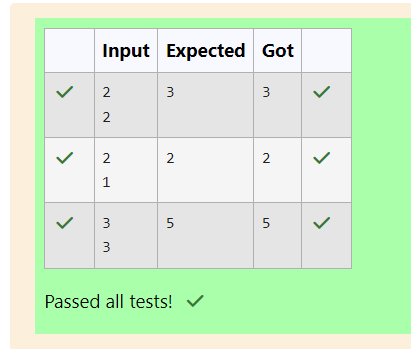 Input Expected Got
2 3 3
2
2 2 2
1
3 5 5
3
Passed all tests!